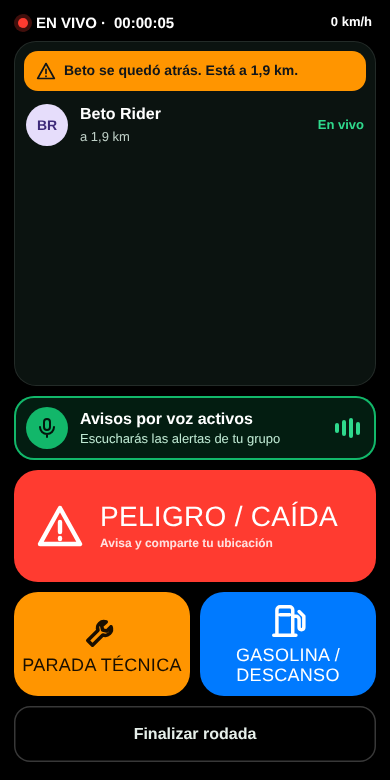 EN VIVO · 00:00:05
0 km/h
Beto se quedó atrás. Está a 1,9 km.
BR
Beto Rider
a 1,9 km
En vivo
Avisos por voz activos
Escucharás las alertas de tu grupo
PELIGRO / CAÍDA
Avisa y comparte tu ubicación
PARADA TÉCNICA
GASOLINA /
DESCANSO
Finalizar rodada